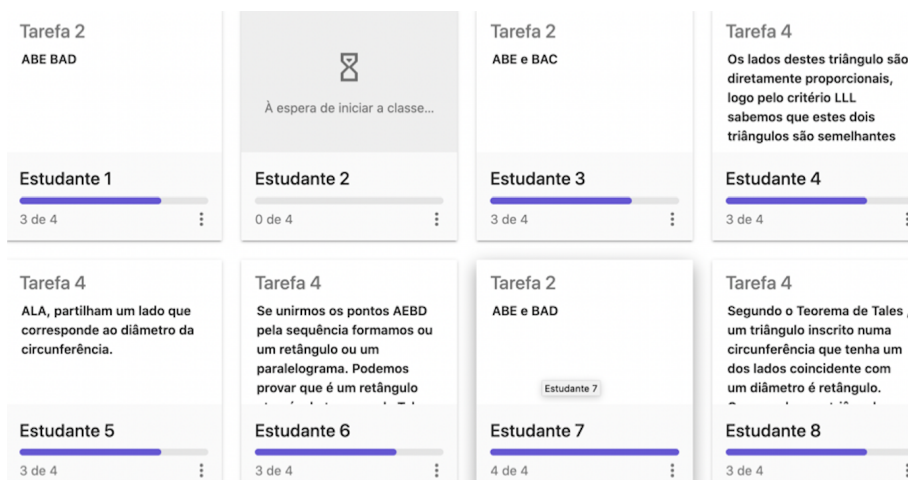 Tarefa 2
ABE BAD
Estudante 1
3 de 4
À espera de iniciar a classe...
Estudante 2
0 de 4
Tarefa 2
ABE e BAC
Estudante 3
3 de 4
Tarefa 4
Os lados destes triângulo são
diretamente proporcionais,
logo pelo critério LLL
sabemos que estes dois
triângulos são semelhantes
Estudante 4
3 de 4
Tarefa 4
ALA, partilham um lado que
corresponde ao diâmetro da
circunferência.
Estudante 5
3 de 4
Tarefa 4
Se unirmos os pontos AEBD
pela sequência formamos ou
um retângulo ou um
paralelograma. Podemos
provar que é um retângulo
Estudante 6
3 de 4
Tarefa 2
ABE e BAD
Estudante 7
Estudante 7
4 de 4
Tarefa 4
Segundo o Teorema de Tales ,
um triângulo inscrito numa
circunferência que tenha um
dos lados coincidente com
um diâmetro é retângulo.
Estudante 8
3 de 4